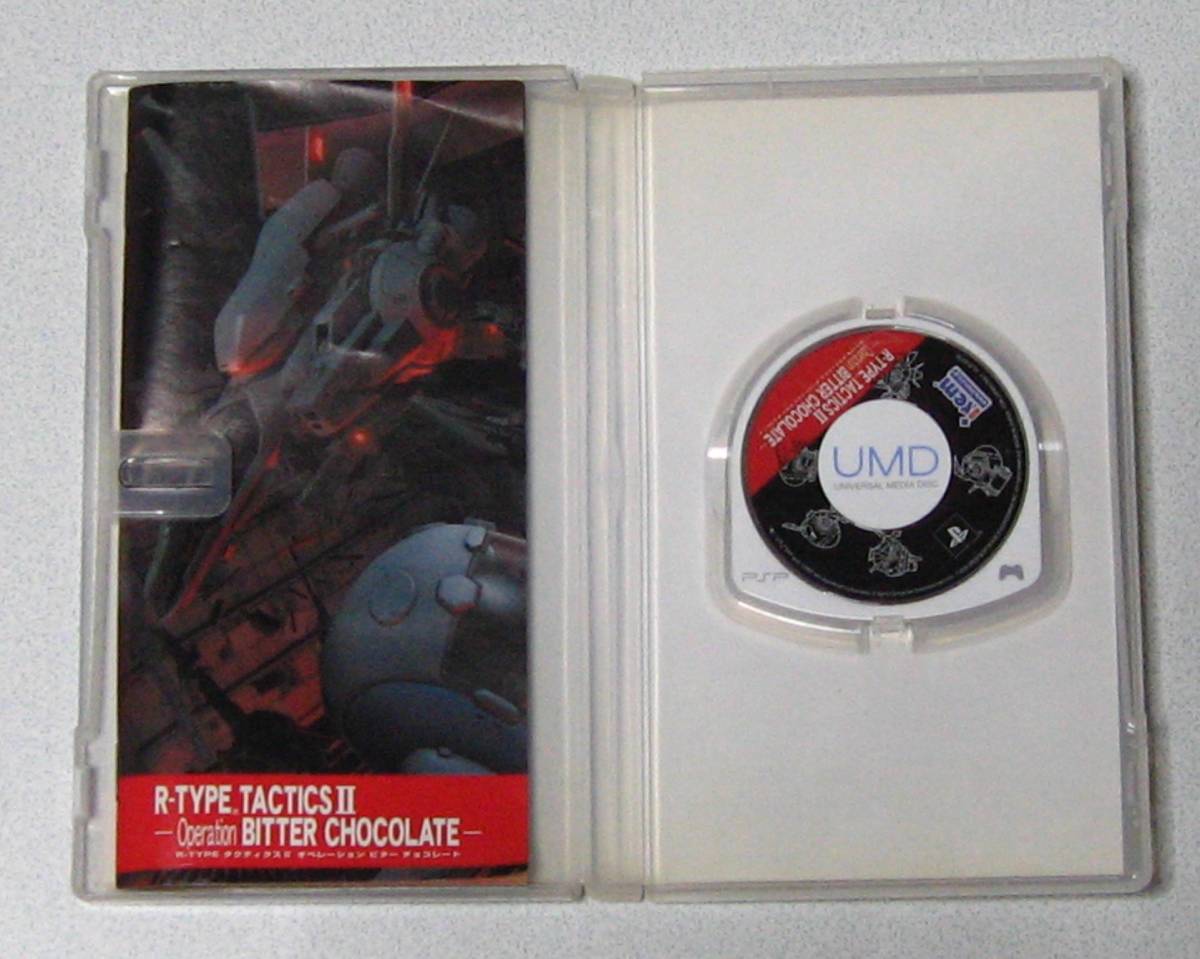 R-TYPE TACTICS II
— Operation BITTER CHOCOLATE —
R-TYPE タクティクスⅡ オペレーション ビター チョコレート
R-TYPE TACTICS II
BITTER CHOCOLATE
irem
UMD
UNIVERSAL MEDIA DISC
PSP